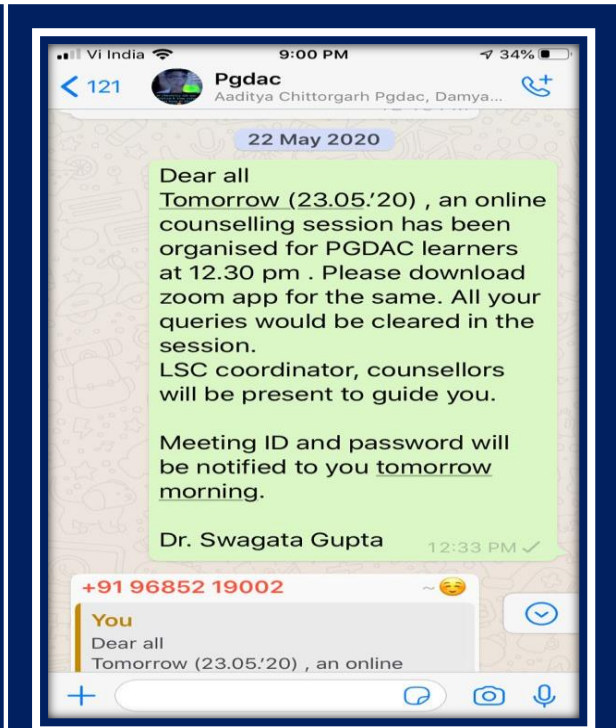 Vi India 9:00 PM 34%
121 Pgdac
Aaditya Chittorgarh Pgdac, Damya...
22 May 2020
Dear all
Tomorrow (23.05.'20) , an online
counselling session has been
organised for PGDAC learners
at 12.30 pm . Please download
zoom app for the same. All your
queries would be cleared in the
session.
LSC coordinator, counsellors
will be present to guide you.
Meeting ID and password will
be notified to you tomorrow
morning.
Dr. Swagata Gupta 12:33 PM
+91 96852 19002 ~☺️
You
Dear all
Tomorrow (23.05.'20) , an online